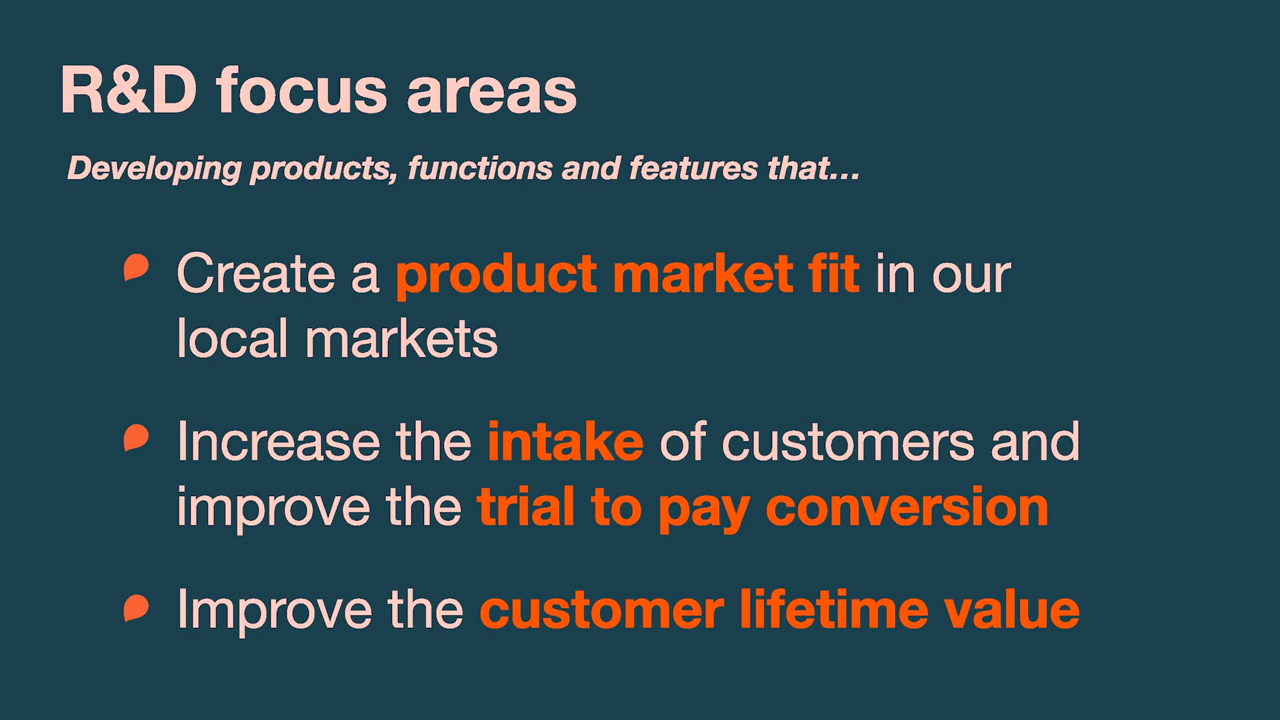 R&D focus areas
Developing products, functions and features that...
Create a product market fit in our
local markets
Increase the intake of customers and
improve the trial to pay conversion
Improve the customer lifetime value